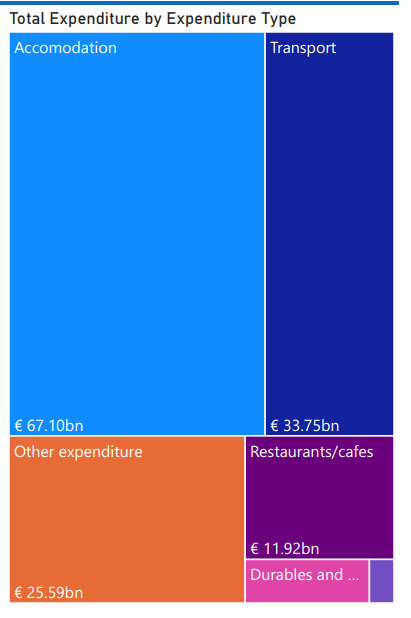 Total Expenditure by Expenditure Type
Accomodation
Transport
€ 67.10bn
€ 33.75bn
Other expenditure
Restaurants/cafes
€ 11.92bn
Durables and ...
€ 25.59bn